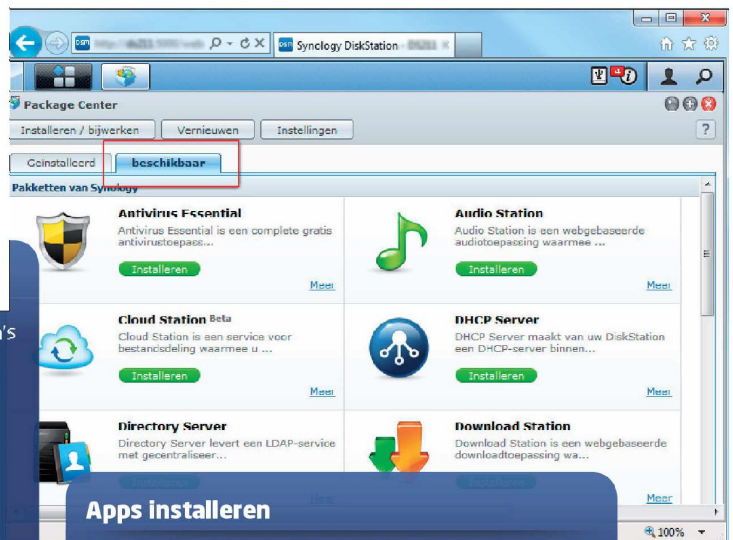 Synology DiskStation
Package Center
Installeren / bijwerken
Vernieuwen
Instellingen
?
Geïnstalleerd
beschikbaar
Pakketten van Synology
Antivirus Essential
Antivirus Essential is een complete gratis
antivirustoepass...
Installeren
Meer
Audio Station
Audio Station is een webgebaseerde
audiotoepassing waarmee ...
Installeren
Meer
Cloud Station Beta
Cloud Station is een service voor
bestandsdeling waarmee u ...
Installeren
Meer
DHCP Server
DHCP Server maakt van uw DiskStation
een DHCP-server binnen...
Installeren
Meer
Directory Server
Directory Server levert een LDAP-service
met gecentraliseer...
Download Station
Download Station is een webgebaseerde
downloadtoepassing wa...
Meer
's
Apps installeren
100%